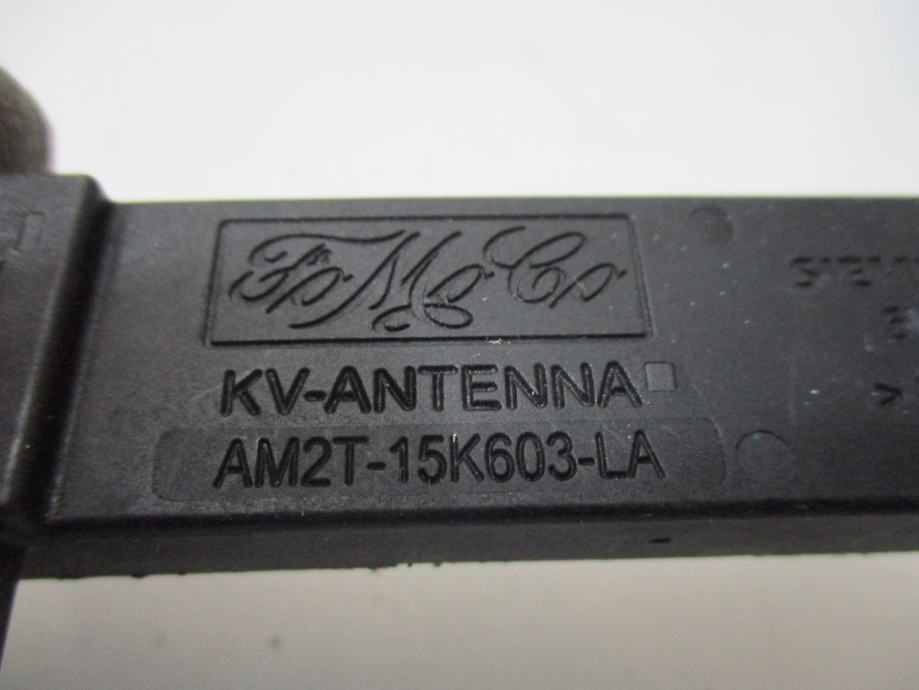 FoMoCo
KV-ANTENNA
AM2T-15K603-LA